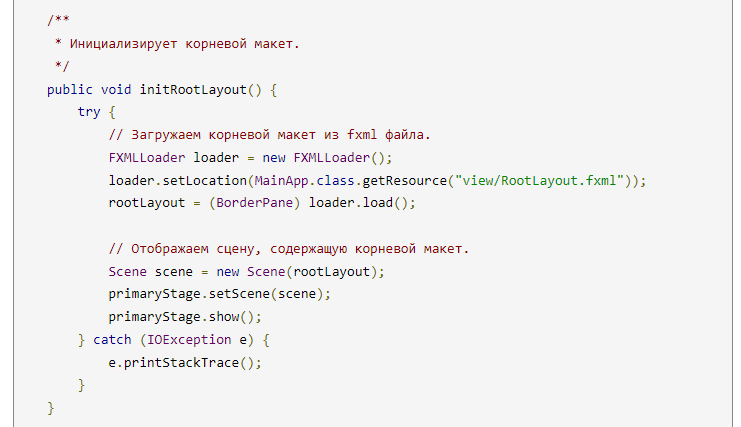 /**
 * Инициализирует корневой макет.
 */
public void initRootLayout() {
    try {
        // Загружаем корневой макет из fxml файла.
        FXMLLoader loader = new FXMLLoader();
        loader.setLocation(MainApp.class.getResource("view/RootLayout.fxml"));
        rootLayout = (BorderPane) loader.load();

        // Отображаем сцену, содержащую корневой макет.
        Scene scene = new Scene(rootLayout);
        primaryStage.setScene(scene);
        primaryStage.show();
    } catch (IOException e) {
        e.printStackTrace();
    }
}